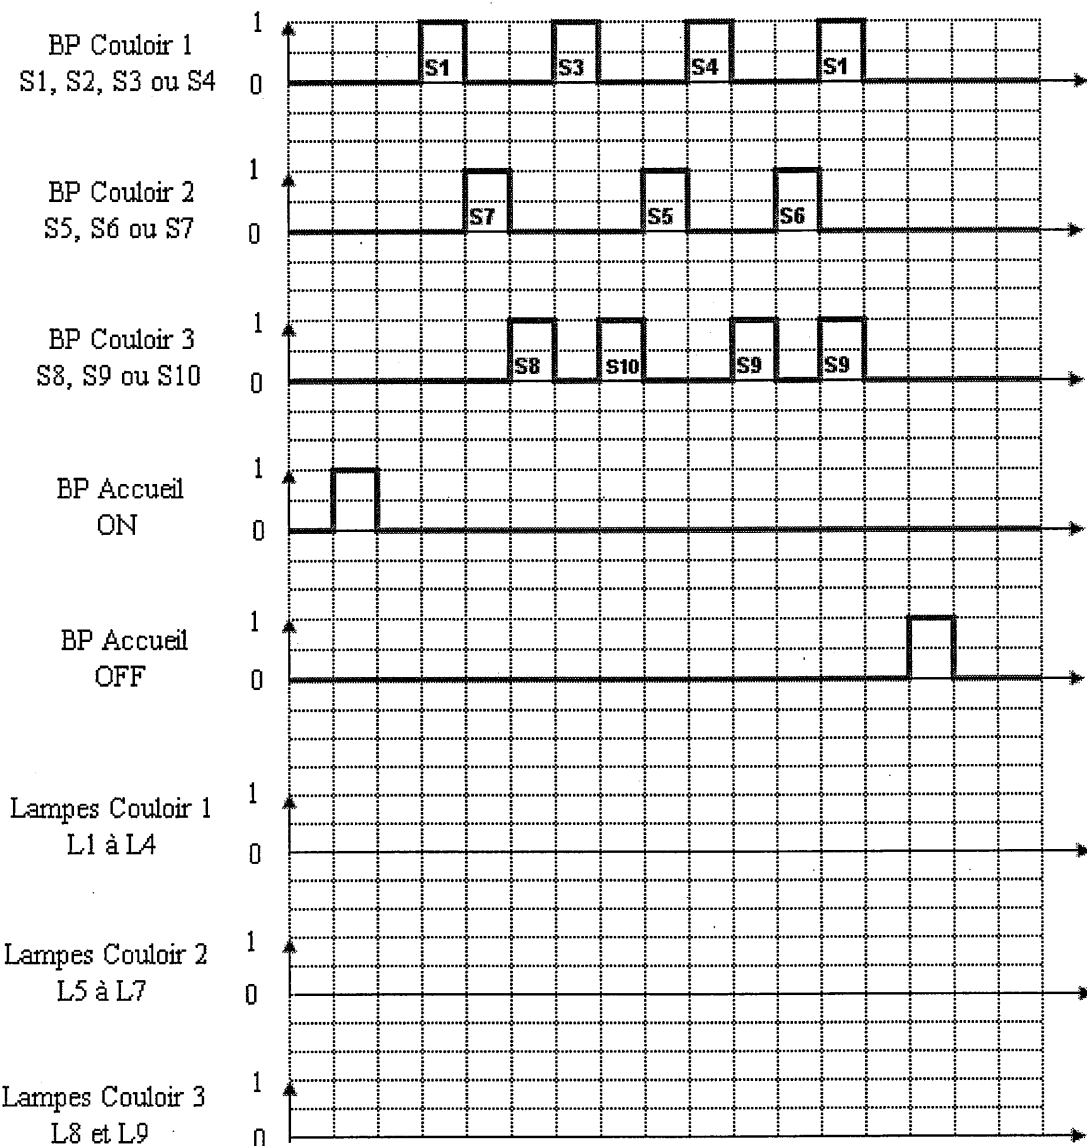 1
BP Couloir 1
S1, S2, S3 ou S4
0
S1
S3
S4
S1
1
BP Couloir 2
S5, S6 ou S7
0
S7
S5
S6
1
BP Couloir 3
S8, S9 ou S10
0
S8
S10
S9
S9
1
BP Accueil
ON
0
1
BP Accueil
OFF
0
1
Lampes Couloir 1
L1 à L4
0
1
Lampes Couloir 2
L5 à L7
0
1
Lampes Couloir 3
L8 et L9
0